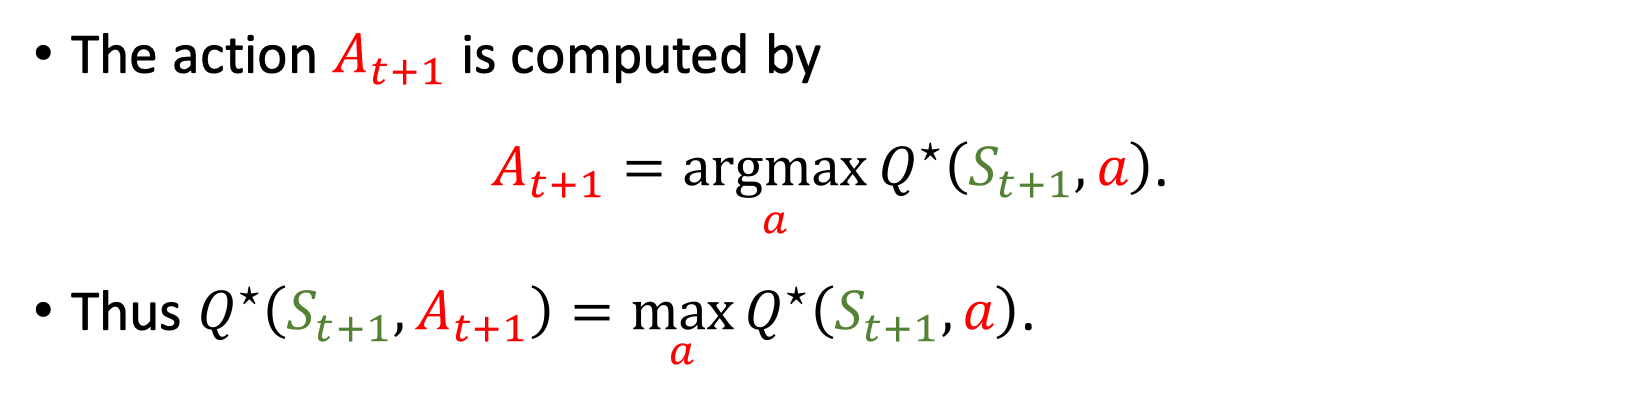 • The action A_{t+1} is computed by
A_{t+1} = argmax_a Q^⋆(S_{t+1}, a).
• Thus Q^⋆(S_{t+1}, A_{t+1}) = max_a Q^⋆(S_{t+1}, a).